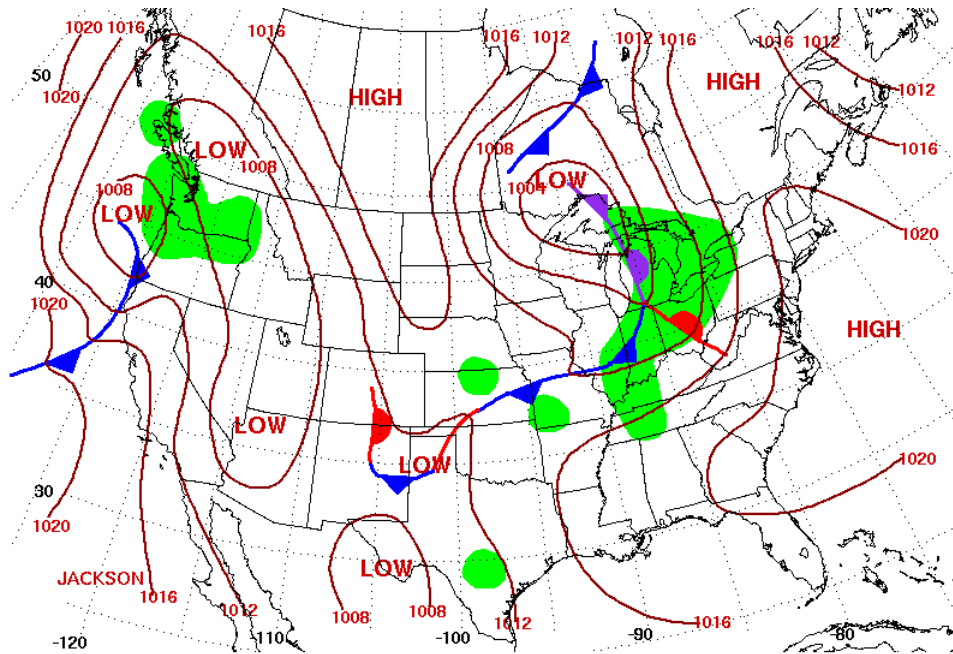 1020 1016 1016 1016 1012 1012 1016 1016 1012
50
1020 HIGH HIGH 1012
LOW 1008 1008 1016
1008 1004 LOW
LOW 1020
40
1020 HIGH
LOW
LOW 1020
30
1020
LOW
JACKSON
1016 1012 1008 1008 1012 1016
-120 -110 -100 -90 -80